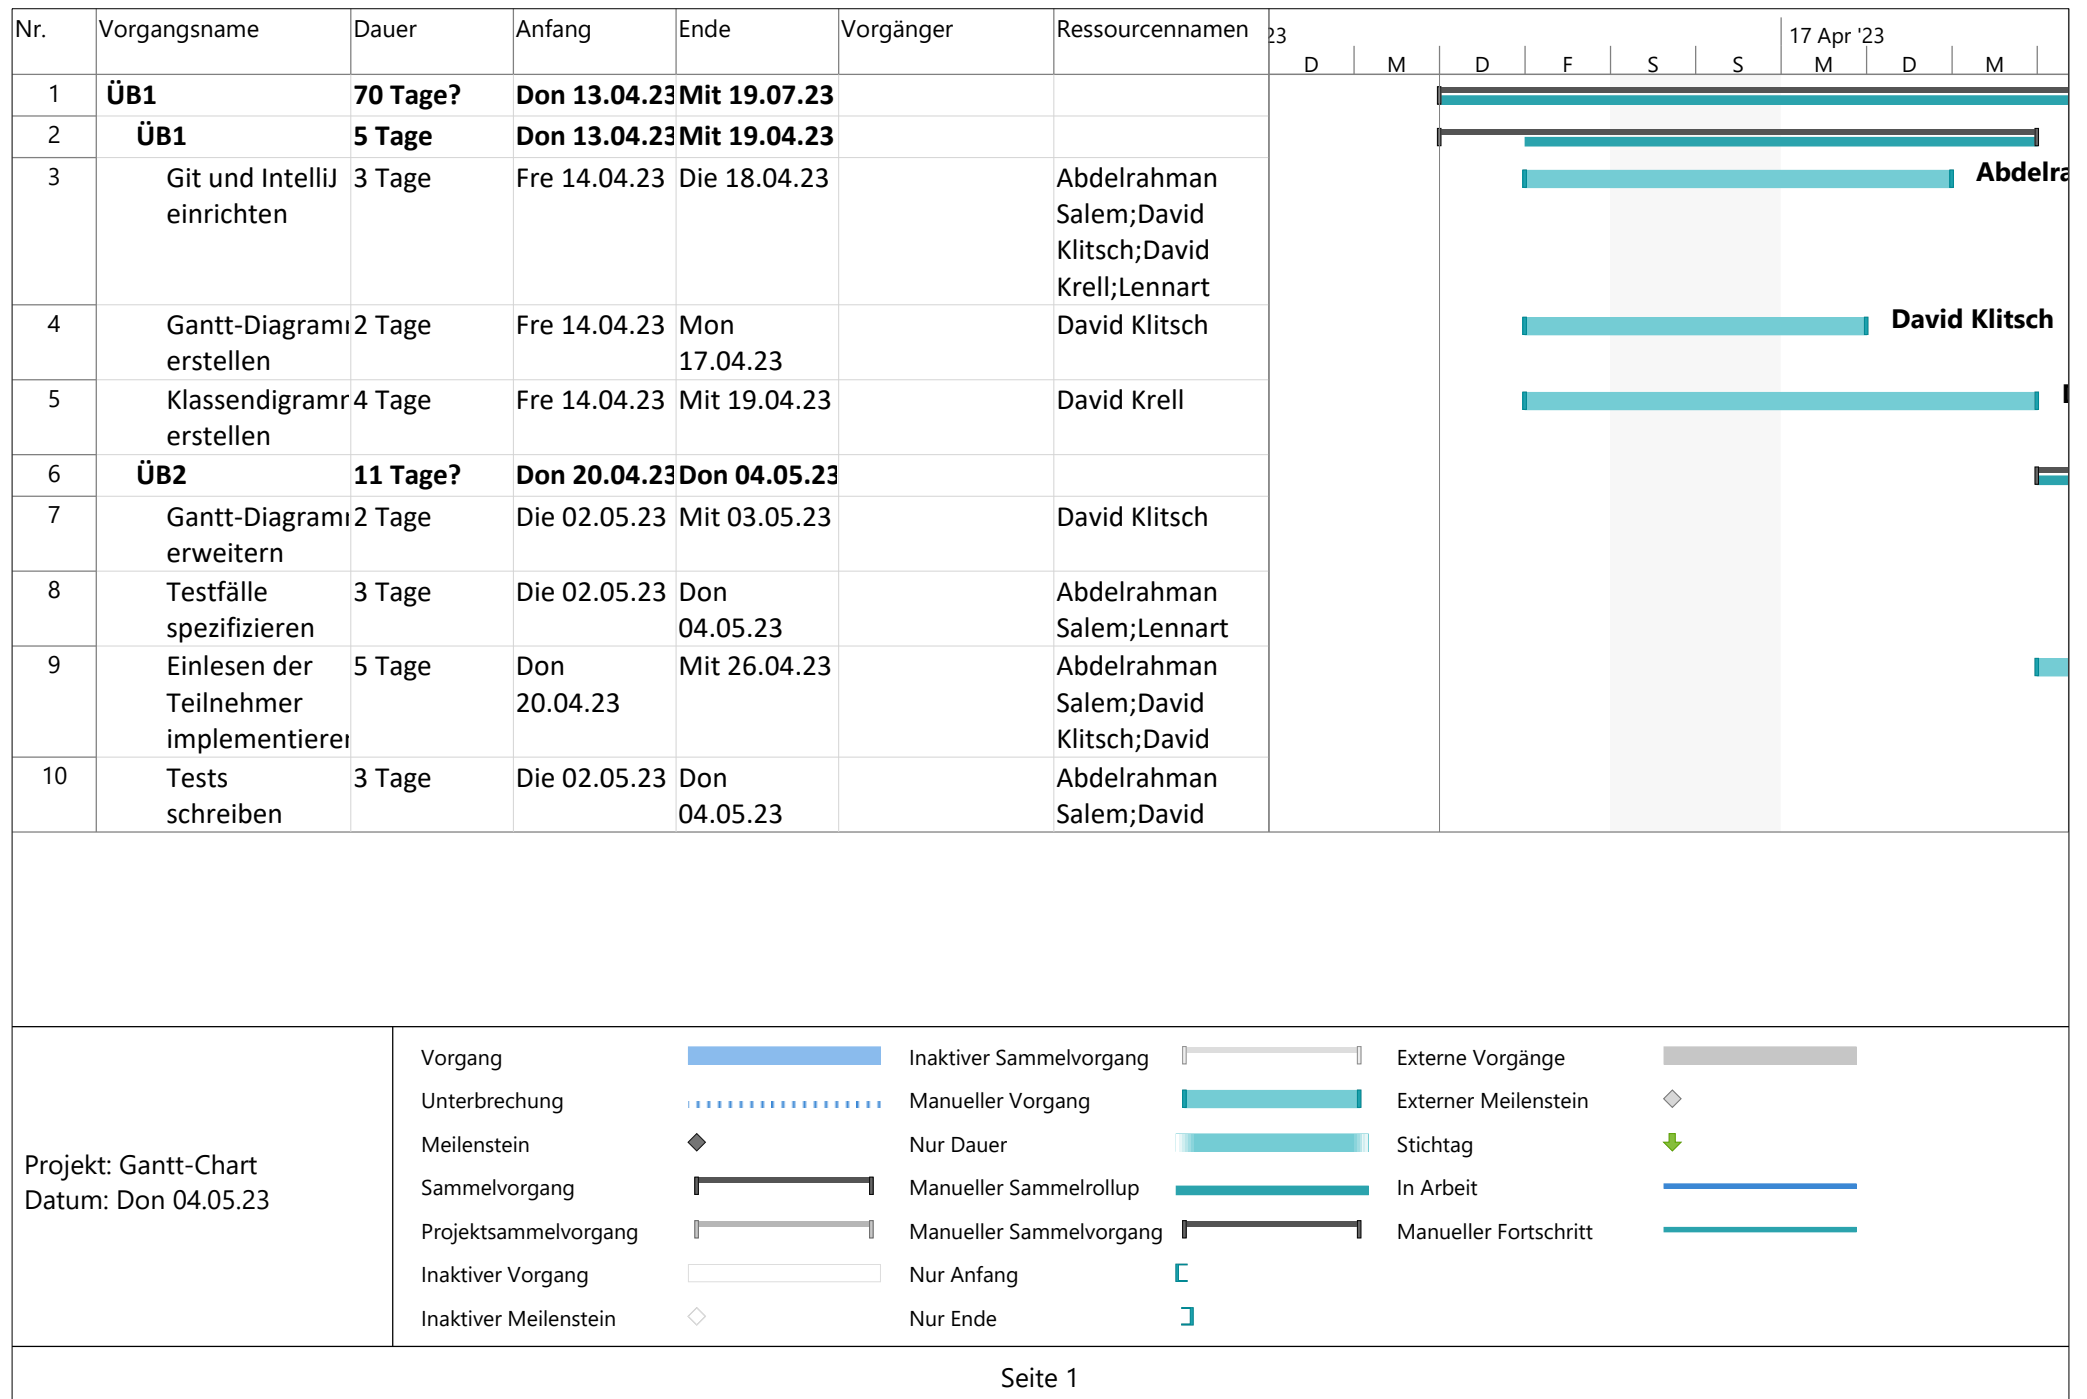 Nr. Vorgangsname Dauer Anfang Ende Vorgänger Ressourcennamen
23 17 Apr '23
D M D F S S M D M
1 ÜB1 70 Tage? Don 13.04.23 Mit 19.07.23
2 ÜB1 5 Tage Don 13.04.23 Mit 19.04.23
3 Git und IntelliJ 3 Tage Fre 14.04.23 Die 18.04.23 Abdelrahman Abdelra
einrichten Salem;David
Klitsch;David
Krell;Lennart
4 Gantt-Diagram 2 Tage Fre 14.04.23 Mon David Klitsch David Klitsch
erstellen 17.04.23
5 Klassendigramr 4 Tage Fre 14.04.23 Mit 19.04.23 David Krell
erstellen
6 ÜB2 11 Tage? Don 20.04.23 Don 04.05.23
7 Gantt-Diagram 2 Tage Die 02.05.23 Mit 03.05.23 David Klitsch
erweitern
8 Testfälle 3 Tage Die 02.05.23 Don Abdelrahman
spezifizieren 04.05.23 Salem;Lennart
9 Einlesen der 5 Tage Don Mit 26.04.23 Abdelrahman
Teilnehmer 20.04.23 Salem;David
implementierer Klitsch;David
10 Tests 3 Tage Die 02.05.23 Don Abdelrahman
schreiben 04.05.23 Salem;David
Projekt: Gantt-Chart
Datum: Don 04.05.23
Vorgang
Unterbrechung
Meilenstein
Sammelvorgang
Projektsammelvorgang
Inaktiver Vorgang
Inaktiver Meilenstein
Inaktiver Sammelvorgang
Manueller Vorgang
Nur Dauer
Manueller Sammelrollup
Manueller Sammelvorgang
Nur Anfang
Nur Ende
Externe Vorgänge
Externer Meilenstein
Stichtag
In Arbeit
Manueller Fortschritt
Seite 1